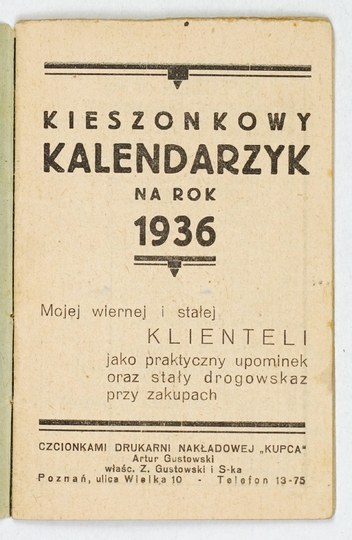 KIESZONKOWY
KALENDARZYK
NA ROK
1936
Mojej wiernej i stałej
KLIENTELI
jako praktyczny upominek
oraz stały drogowskaz
przy zakupach
CZCIONKAMI DRUKARNI NAKŁADOWEJ „KUPCA"
Artur Gustowski
właśc. Z. Gustowski i S-ka
Poznań, ulica Wielka 10 - Telefon 13-75